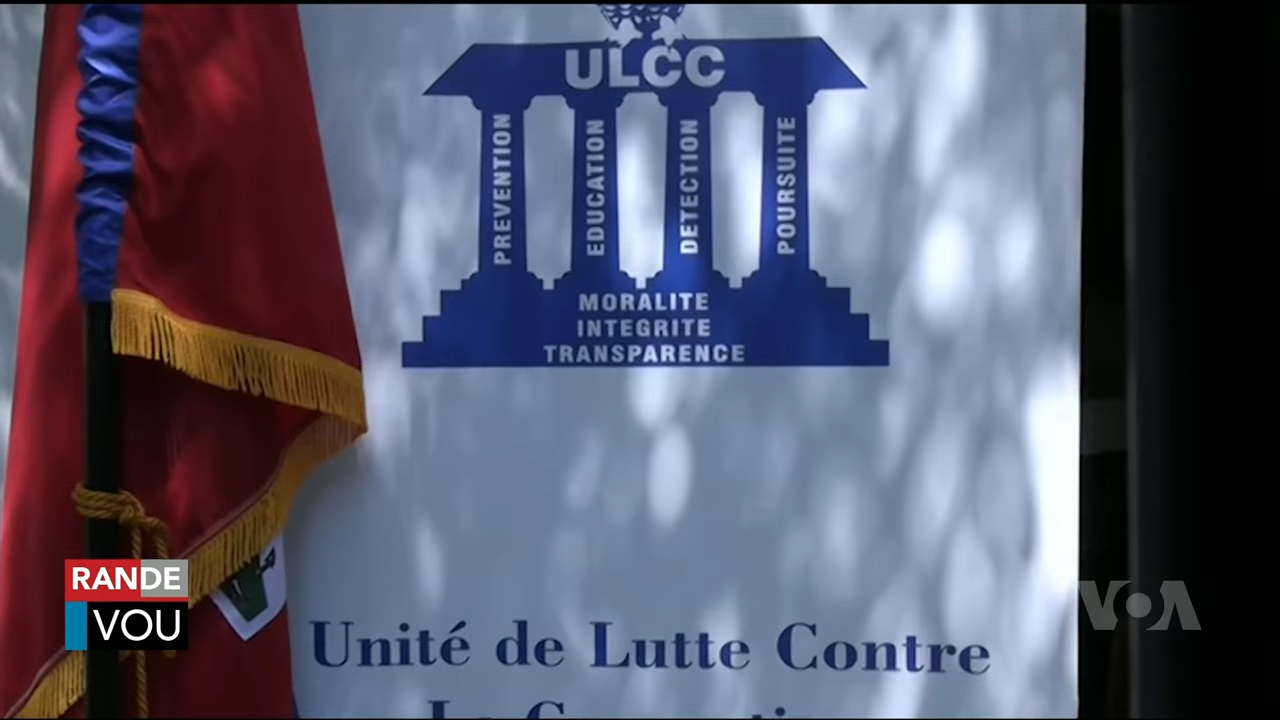 ULCC
PREVENTION
EDUCATION
DETECTION
POURSUITE
MORALITE
INTEGRITE
TRANSPARENCE
Unité de Lutte Contre
RANDE
VOU
VOA